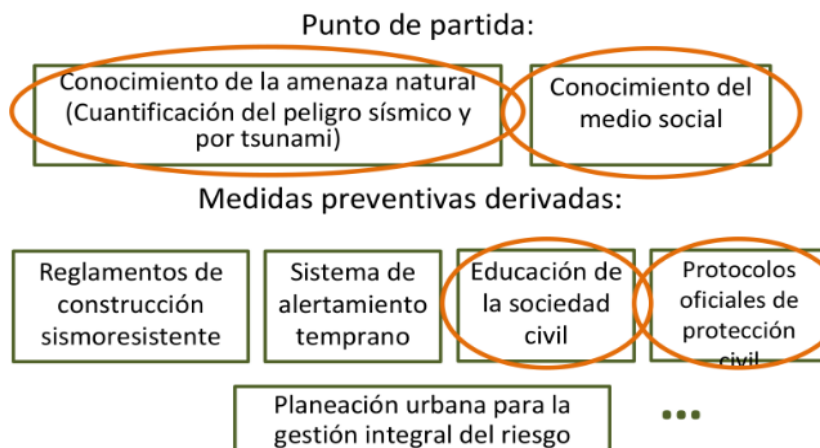 Punto de partida:
Conocimiento de la amenaza natural
(Cuantificación del peligro sísmico y
por tsunami)
Conocimiento del
medio social
Medidas preventivas derivadas:
Reglamentos de
construcción
sismoresistente
Sistema de
alertamiento
temprano
Educación de
la sociedad
civil
Protocolos
oficiales de
protección
civil
Planeación urbana para la
gestión integral del riesgo
...